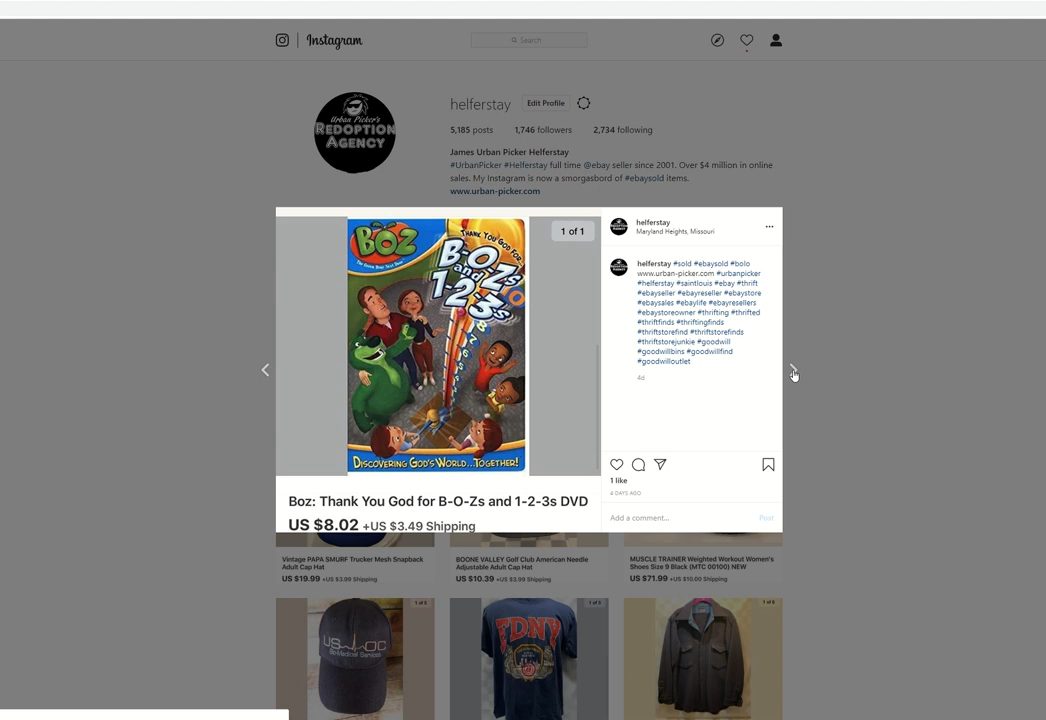 Instagram
Search
Urban Picker's
REDOPTION
AGENCY
helferstay
Edit Profile
5,185 posts 1,746 followers 2,734 following
James Urban Picker Helferstay
#UrbanPicker #Helferstay full time @ebay seller since 2001. Over $4 million in online
sales. My Instagram is now a smorgasbord of #ebaysold items.
www.urban-picker.com
BOZ
THANK YOU GOD FOR...
B-O-Zs
and
1-2-3s
DISCOVERING GOD'S WORLD...TOGETHER!
1 of 1
Boz: Thank You God for B-O-Zs and 1-2-3s DVD
US $8.02 +US $3.49 Shipping
helferstay
Maryland Heights, Missouri
helferstay #sold #ebaysold #bolo
www.urban-picker.com #urbanpicker
#helferstay #saintlouis #ebay #thrift
#ebayseller #ebayreseller #ebaystore
#ebaysales #ebaylife #ebayresellers
#ebaystoreowner #thrifting #thrifted
#thriftfinds #thriftingfinds
#thriftstorefind #thriftstorefinds
#thriftstorejunkie #goodwill
#goodwillbins #goodwillfind
#goodwilloutlet
4d
1 like
4 DAYS AGO
Add a comment...
Post
Vintage PAPA SMURF Trucker Mesh Snapback
Adult Cap Hat
US $19.99 +US $3.99 Shipping
BOONE VALLEY Golf Club American Needle
Adjustable Adult Cap Hat
US $10.39 +US $3.99 Shipping
MUSCLE TRAINER Weighted Workout Women's
Shoes Size 9 Black (MTC 00100) NEW
US $71.99 +US $10.00 Shipping
Bio-Medical Services
FDNY